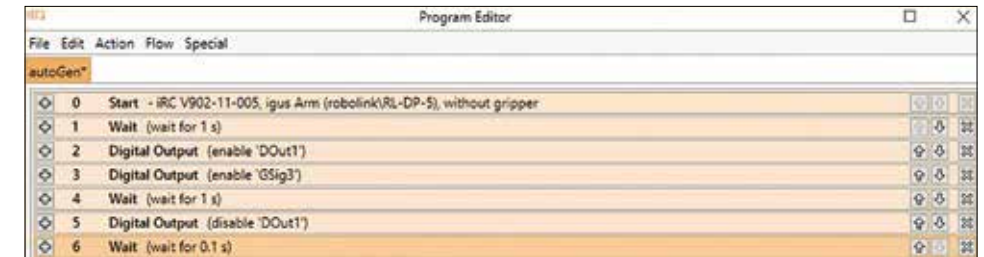 Program Editor
File Edit Action Flow Special
autoGen*
0 Start - iRC V902-11-005, igus Arm (robolink\RL-DP-5), without gripper
1 Wait (wait for 1 s)
2 Digital Output (enable 'DOut1')
3 Digital Output (enable 'GSig3')
4 Wait (wait for 1 s)
5 Digital Output (disable 'DOut1')
6 Wait (wait for 0.1 s)